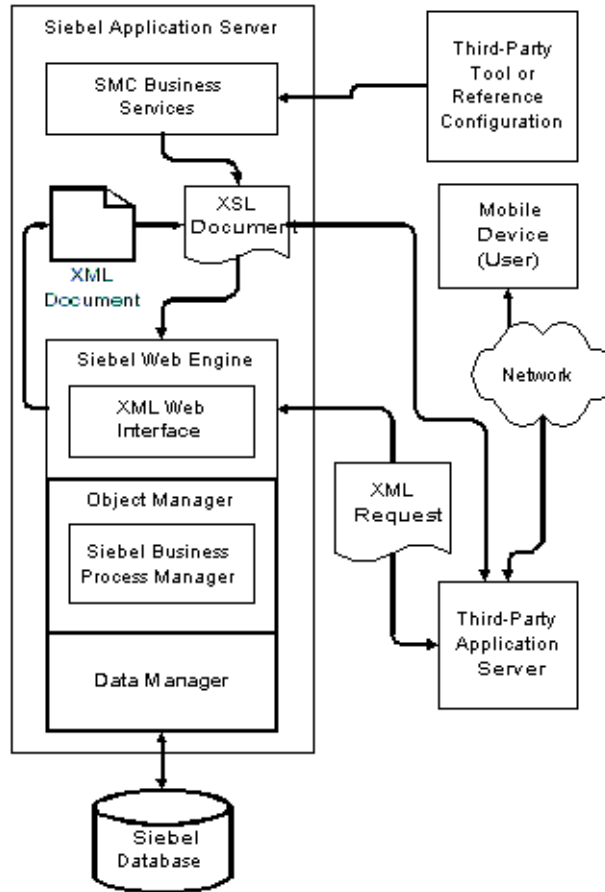 Siebel Application Server
SMC Business
Services
Third-Party
Tool or
Reference
Configuration
XSL
Document
XML
Document
Mobile
Device
(User)
Network
Siebel Web Engine
XML Web
Interface
XML
Request
Object Manager
Siebel Business
Process Manager
Third-Party
Application
Server
Data Manager
Siebel
Database